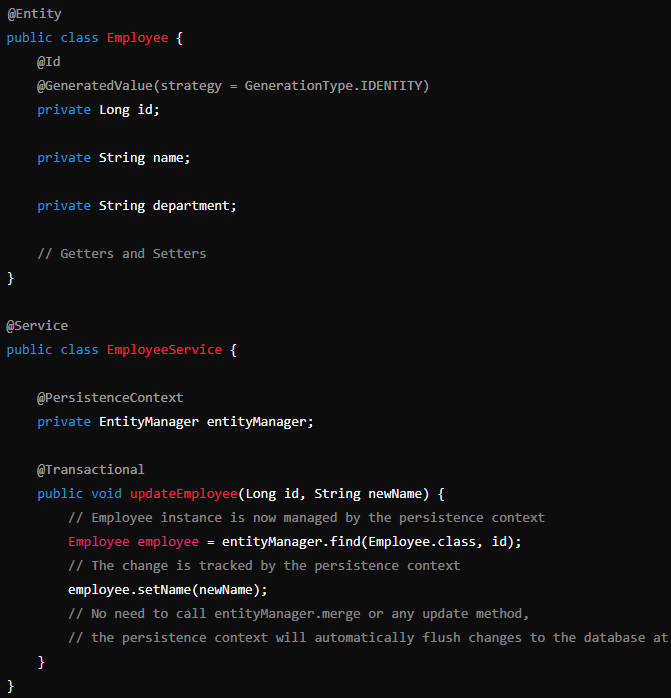 @Entity
public class Employee {
    @Id
    @GeneratedValue(strategy = GenerationType.IDENTITY)
    private Long id;

    private String name;

    private String department;

    // Getters and Setters
}

@Service
public class EmployeeService {

    @PersistenceContext
    private EntityManager entityManager;

    @Transactional
    public void updateEmployee(Long id, String newName) {
        // Employee instance is now managed by the persistence context
        Employee employee = entityManager.find(Employee.class, id);
        // The change is tracked by the persistence context
        employee.setName(newName);
        // No need to call entityManager.merge or any update method,
        // the persistence context will automatically flush changes to the database at
    }
}